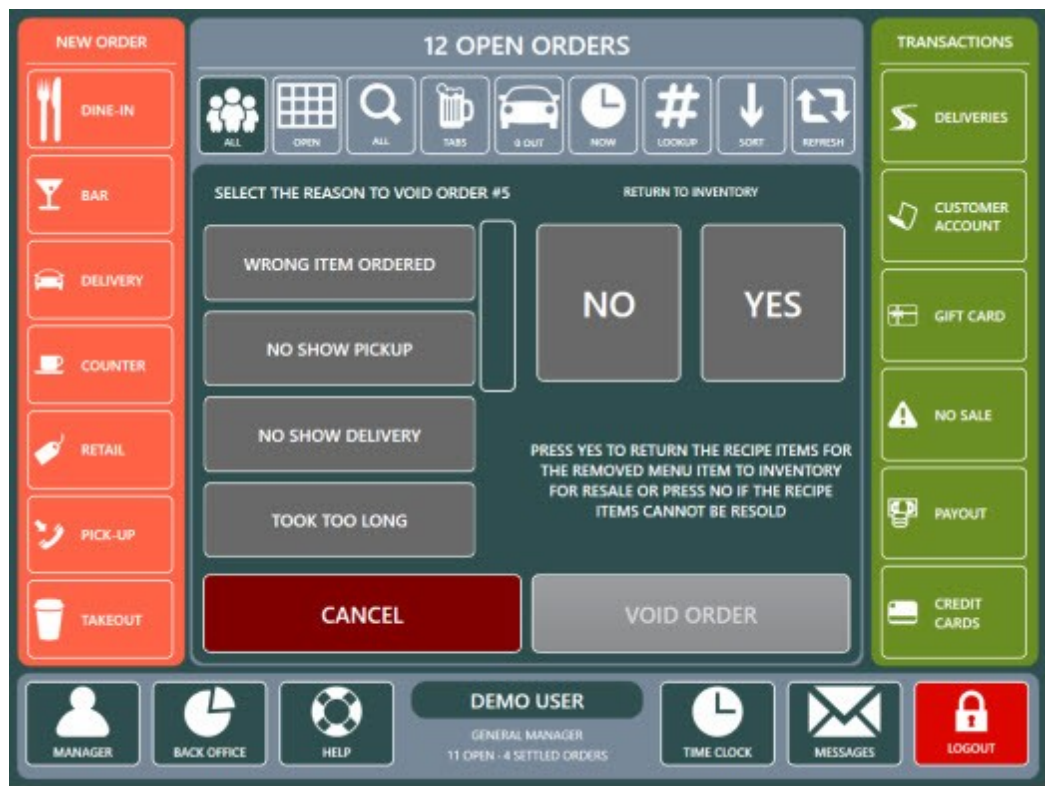 NEW ORDER
DINE-IN
BAR
DELIVERY
COUNTER
RETAIL
PICK-UP
TAKEOUT
12 OPEN ORDERS
ALL
OPEN
ALL
TABS
0 OUT
NOW
#
LOOKUP
SORT
REFRESH
SELECT THE REASON TO VOID ORDER #5
WRONG ITEM ORDERED
NO SHOW PICKUP
NO SHOW DELIVERY
TOOK TOO LONG
RETURN TO INVENTORY
NO
YES
PRESS YES TO RETURN THE RECIPE ITEMS FOR
THE REMOVED MENU ITEM TO INVENTORY
FOR RESALE OR PRESS NO IF THE RECIPE
ITEMS CANNOT BE RESOLD
CANCEL
VOID ORDER
TRANSACTIONS
DELIVERIES
CUSTOMER
ACCOUNT
GIFT CARD
NO SALE
PAYOUT
CREDIT
CARDS
MANAGER
BACK OFFICE
HELP
DEMO USER
GENERAL MANAGER
11 OPEN - 4 SETTLED ORDERS
TIME CLOCK
MESSAGES
LOGOUT